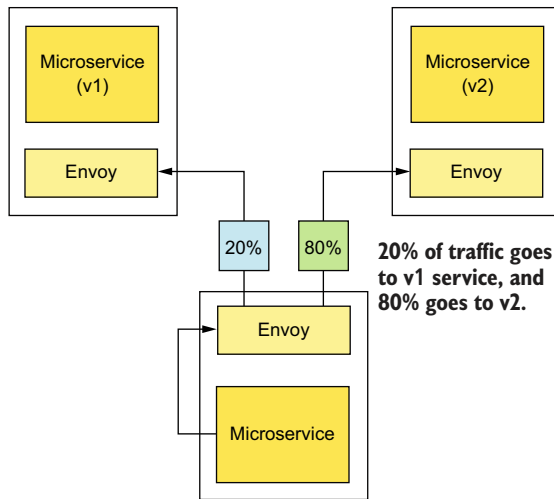 Microservice
(v1)
Microservice
(v2)
Envoy
Envoy
20%
80%
20% of traffic goes
to v1 service, and
80% goes to v2.
Envoy
Microservice